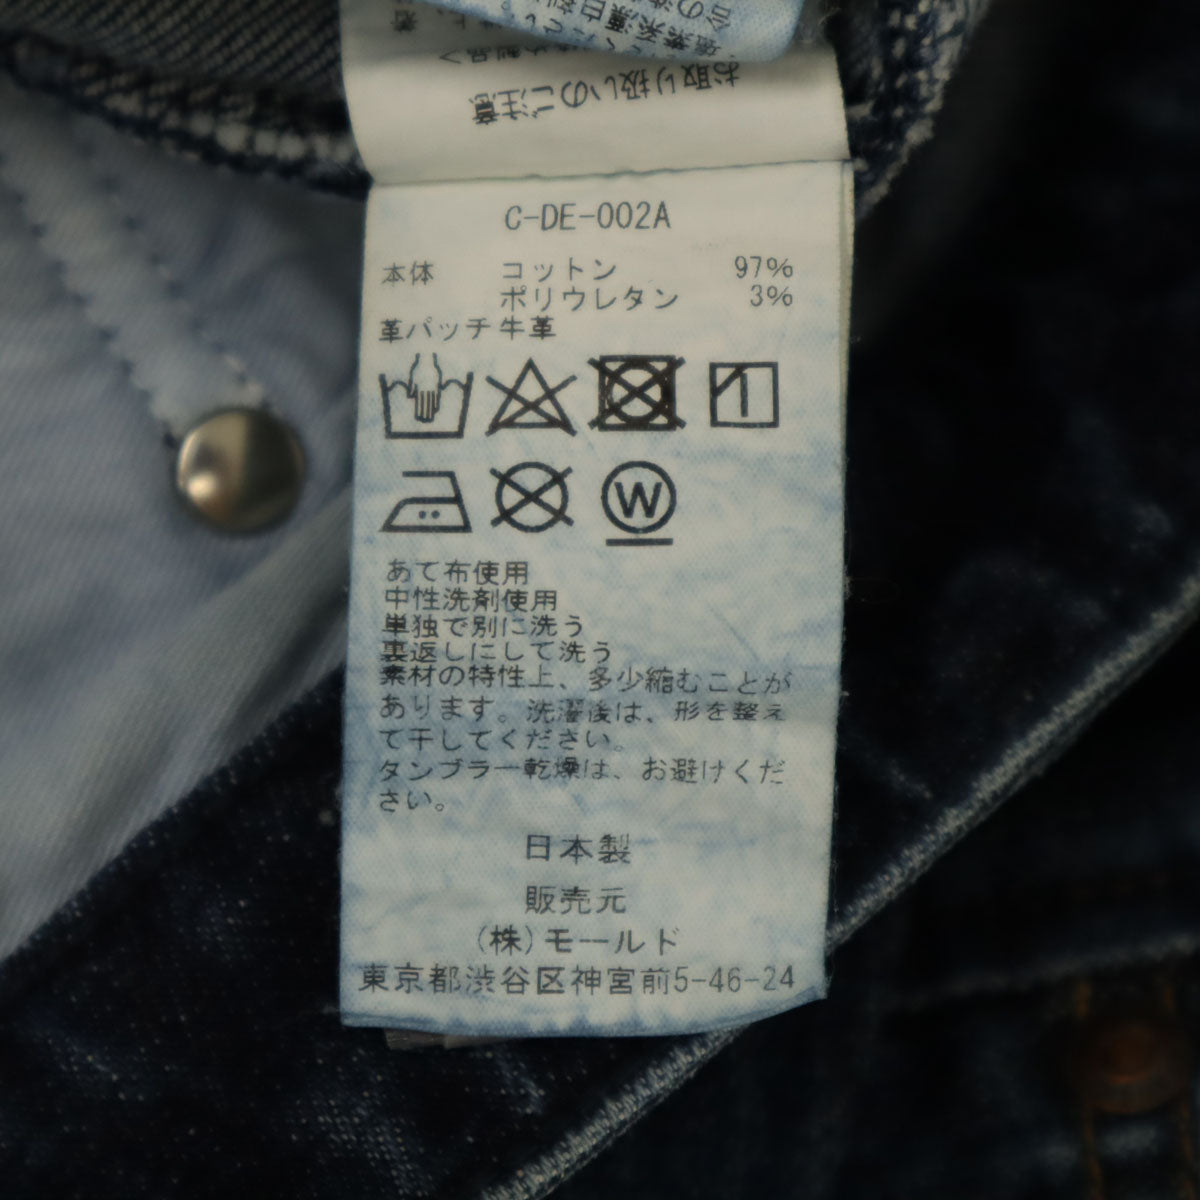 お取り扱いのご注意
C-DE-002A
本体 コットン 97%
ポリウレタン 3%
革パッチ 牛革
W
あて布使用
中性洗剤使用
単独で別に洗う
裏返しにして洗う
素材の特性上、多少縮むことが
あります。洗濯後は、形を整え
て干してください。
タンブラー乾燥は、お避けくだ
さい。
日本製
販売元
(株)モールド
東京都渋谷区神宮前5-46-24